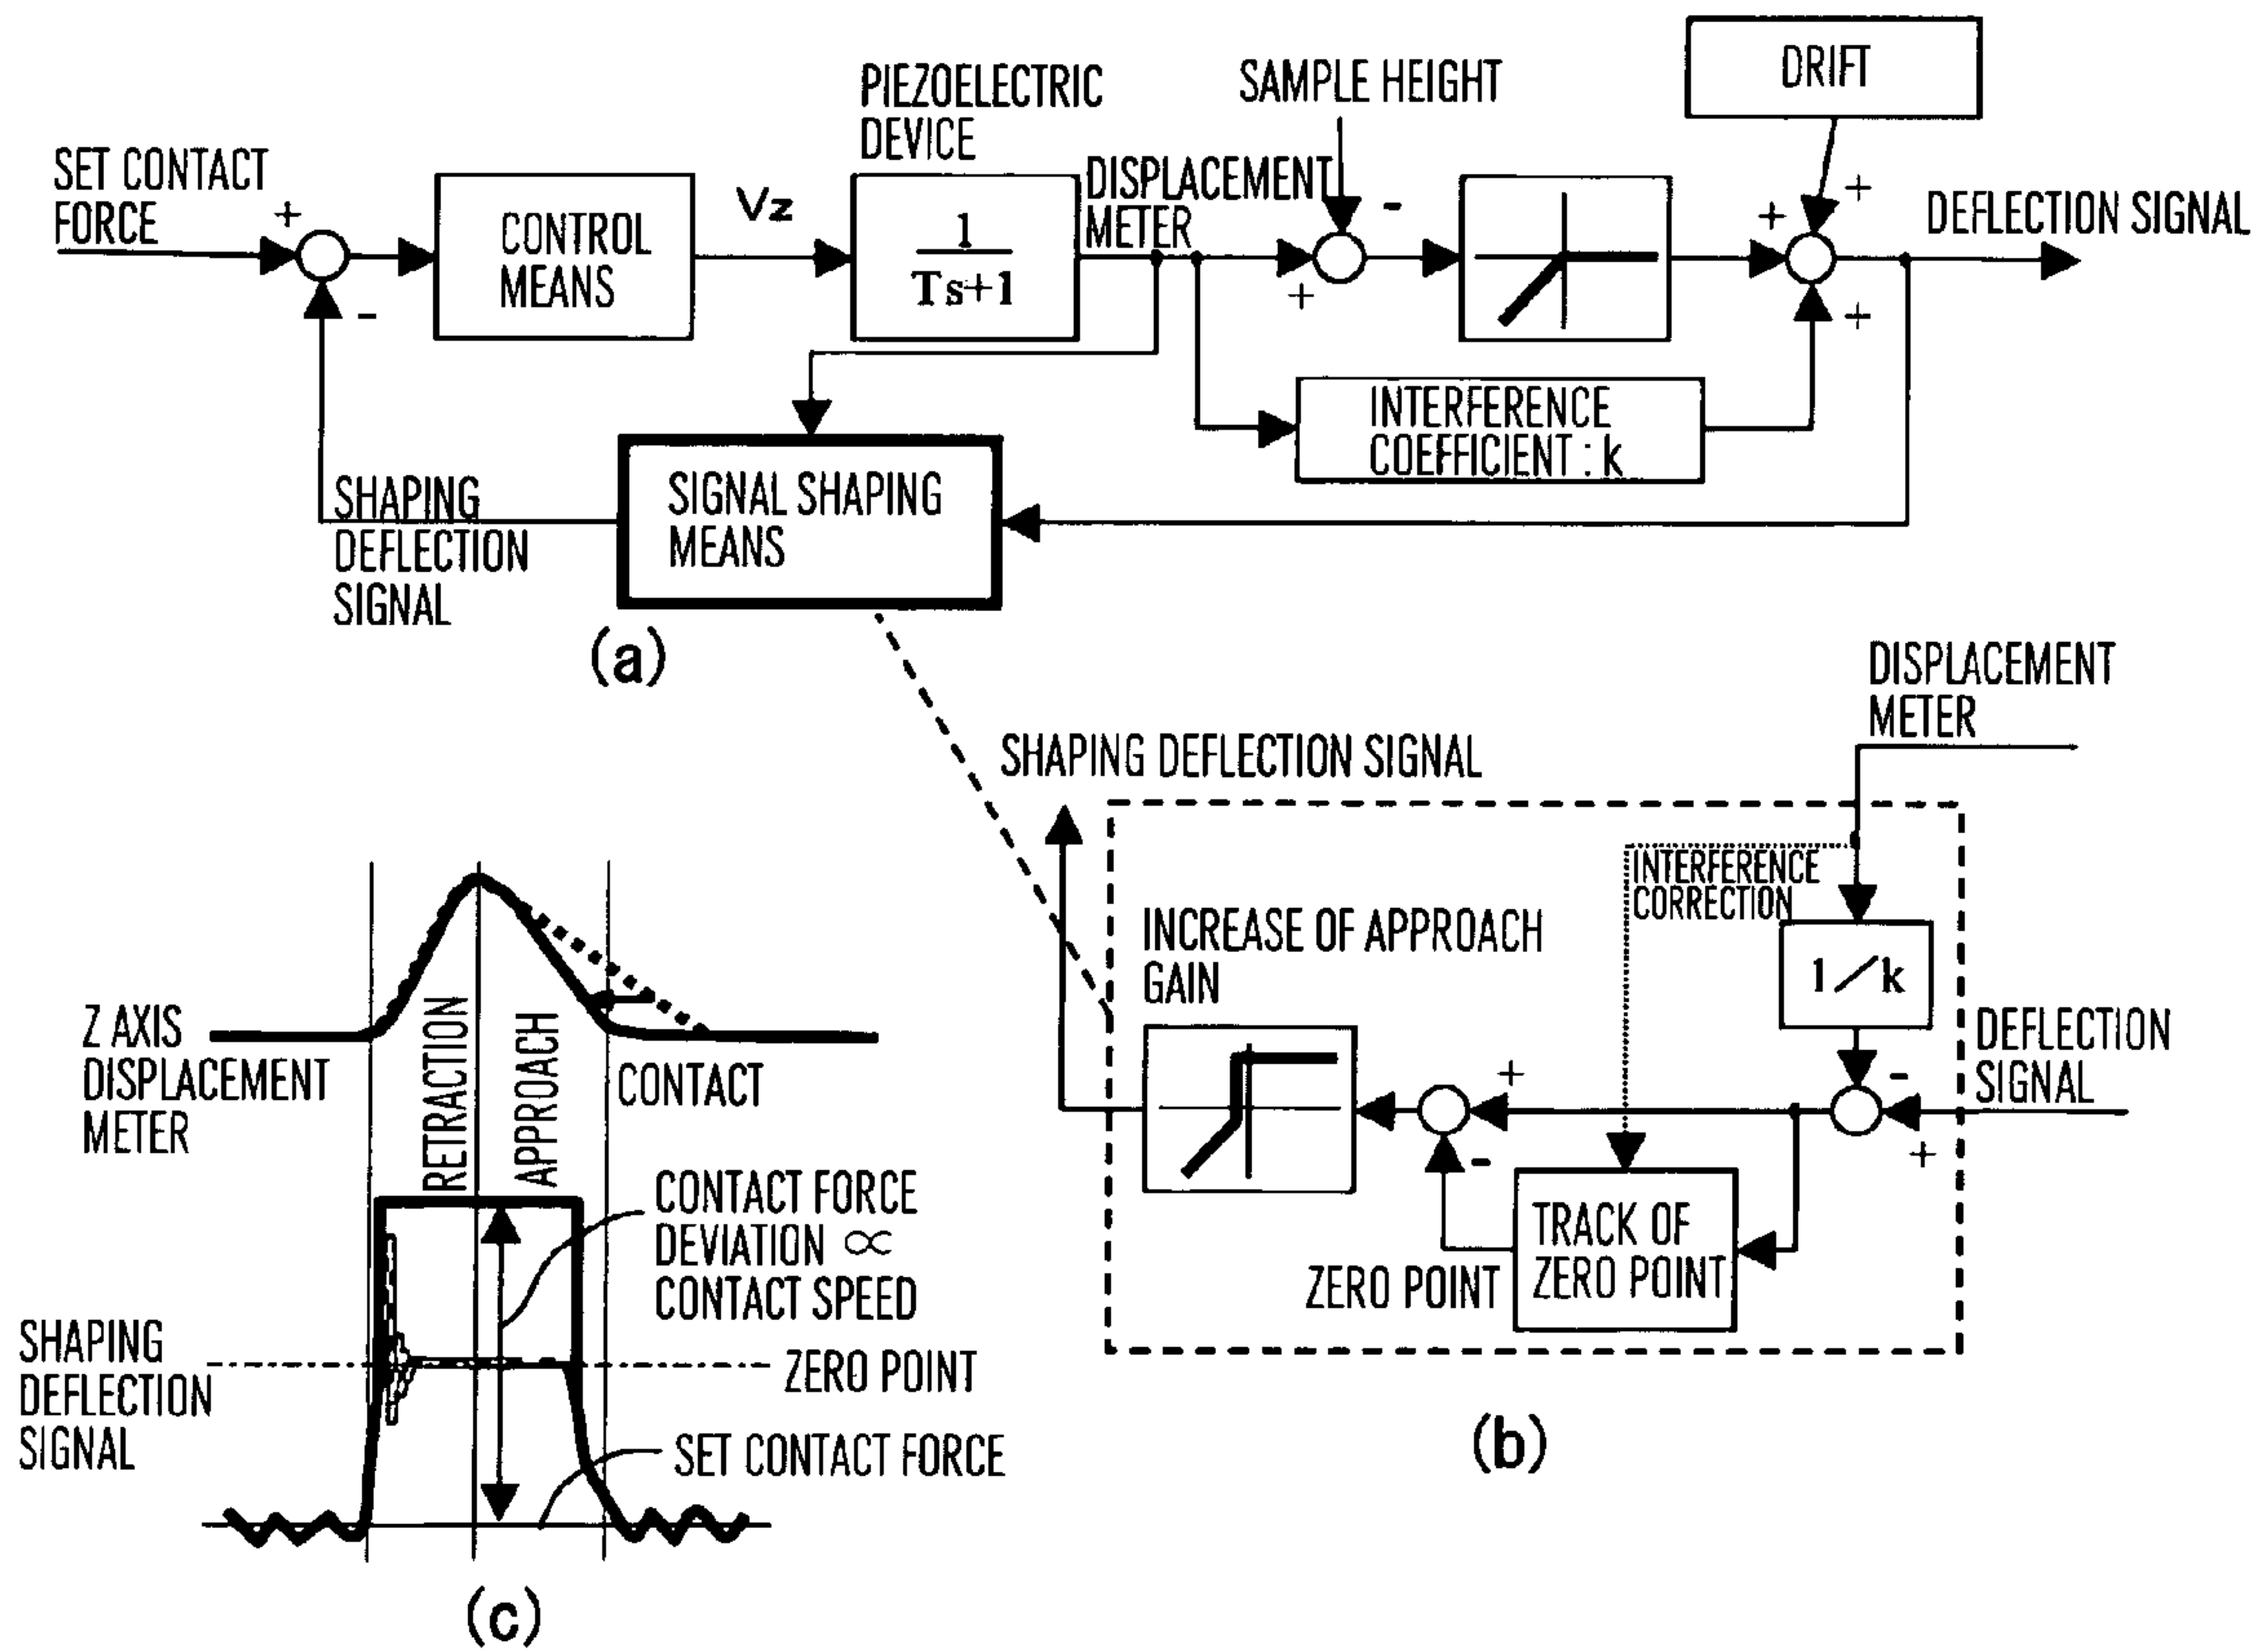 PIEZOELECTRIC
DEVICE
SAMPLE HEIGHT
DRIFT
SET CONTACT
FORCE
+
-
CONTROL
MEANS
Vz
1
Ts+1
DISPLACEMENT
METER
-
+
+
+
+
DEFLECTION SIGNAL
INTERFERENCE
COEFFICIENT : k
SIGNAL SHAPING
MEANS
SHAPING
DEFLECTION
SIGNAL
(a)
DISPLACEMENT
METER
SHAPING DEFLECTION SIGNAL
INTERFERENCE
CORRECTION
INCREASE OF APPROACH
GAIN
1/k
DEFLECTION
SIGNAL
-
+
+
-
TRACK OF
ZERO POINT
ZERO POINT
(b)
Z AXIS
DISPLACEMENT
METER
RETRACTION
APPROACH
CONTACT
CONTACT FORCE
DEVIATION ∝
CONTACT SPEED
SHAPING
DEFLECTION
SIGNAL
ZERO POINT
SET CONTACT FORCE
(c)